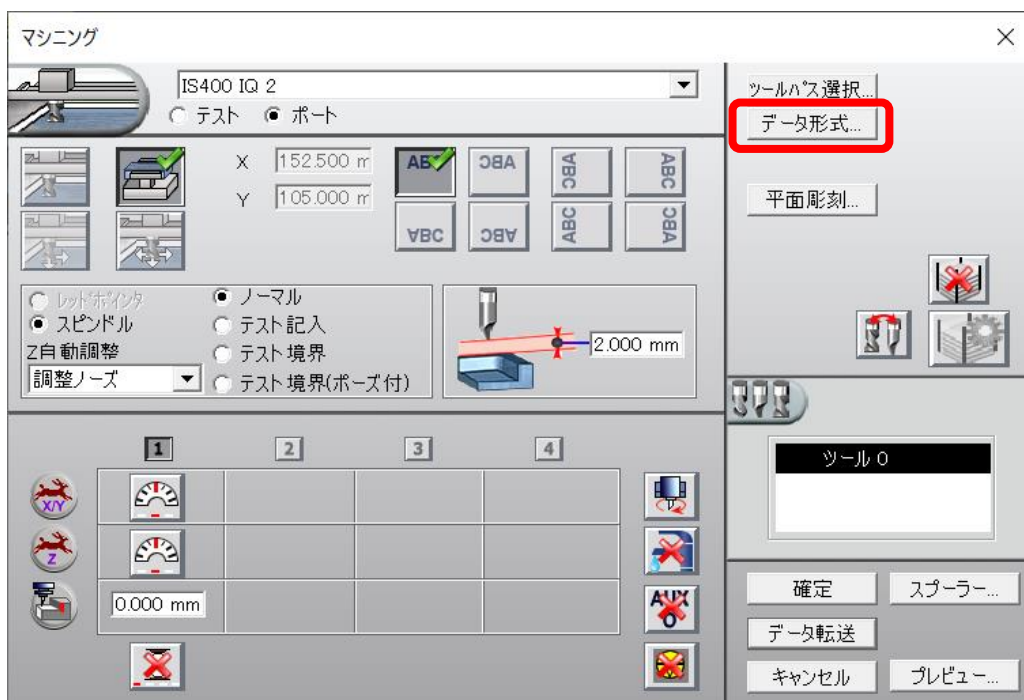 マシニング
IS400 IQ 2
テスト ポート
ツールパス選択...
データ形式...
X 152.500 m
Y 105.000 m
ABC ABC ABC ABC
ABC ABC ABC ABC
平面彫刻...
レッドポインタ
スピンドル
Z自動調整
調整ノーズ
ノーマル
テスト記入
テスト境界
テスト境界(ポーズ付)
2.000 mm
1 2 3 4
X/Y
Z
0.000 mm
AUX
0
ツール 0
確定 スプーラー...
データ転送
キャンセル プレビュー...